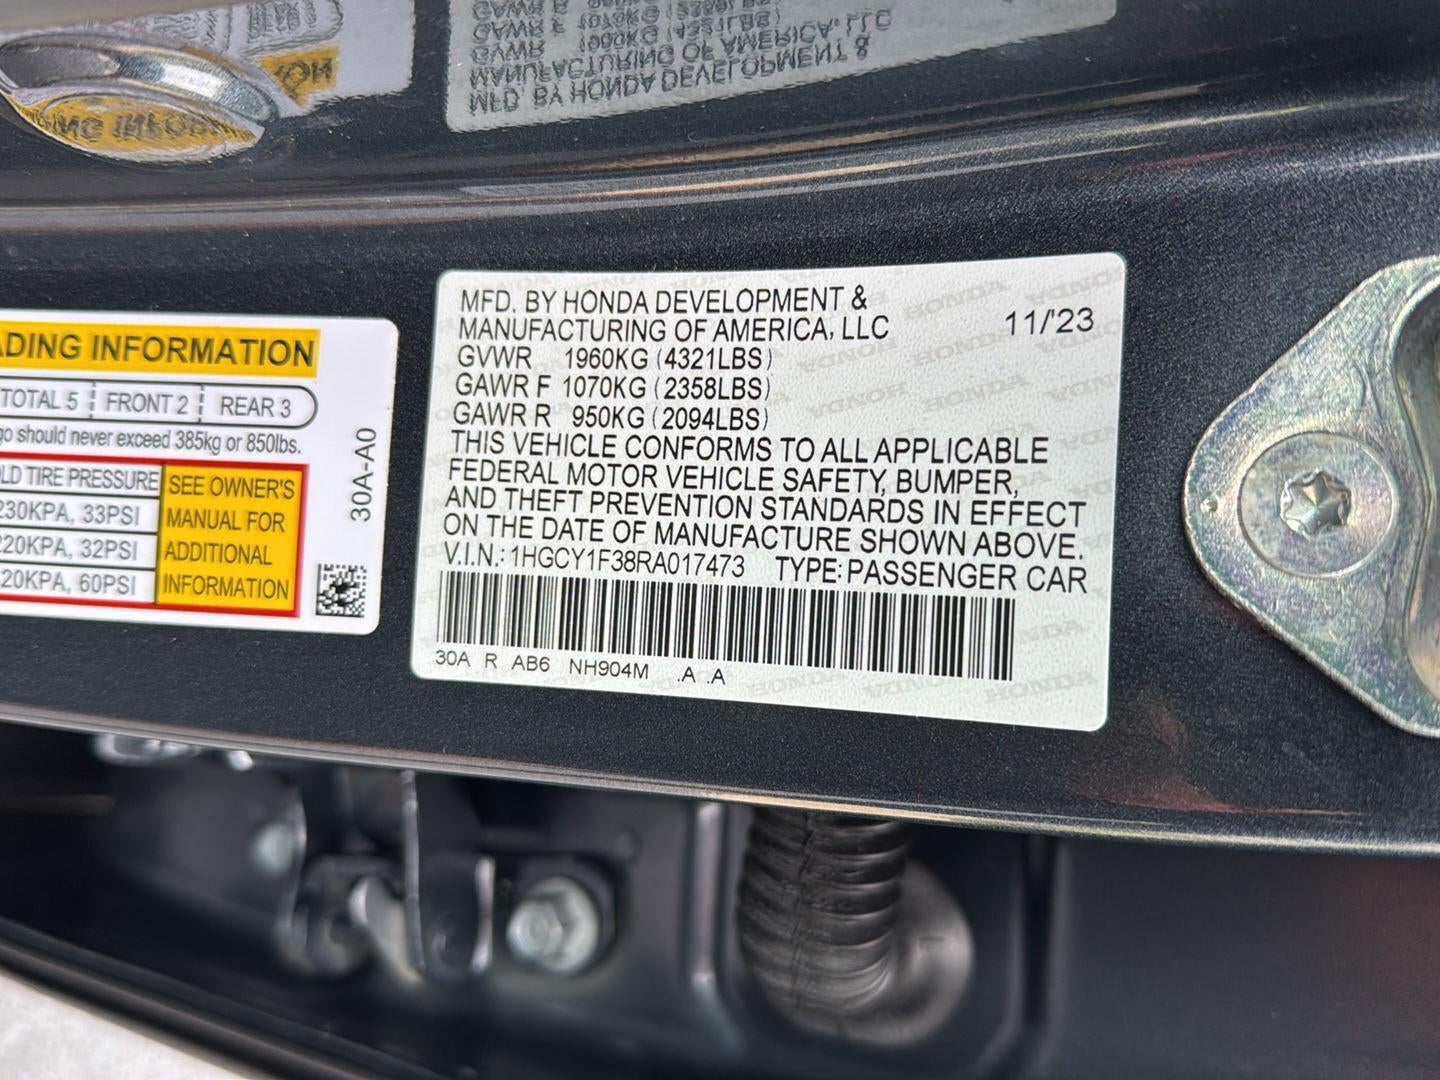 ADING INFORMATION
TOTAL 5 FRONT 2 REAR 3
go should never exceed 385kg or 850lbs.
LD TIRE PRESSURE
230KPA, 33PSI
220KPA, 32PSI
20KPA, 60PSI
SEE OWNER'S
MANUAL FOR
ADDITIONAL
INFORMATION
30A-A0
MFD. BY HONDA DEVELOPMENT &
MANUFACTURING OF AMERICA, LLC 11/'23
GVWR 1960KG (4321LBS)
GAWR F 1070KG (2358LBS)
GAWR R 950KG (2094LBS)
THIS VEHICLE CONFORMS TO ALL APPLICABLE
FEDERAL MOTOR VEHICLE SAFETY, BUMPER,
AND THEFT PREVENTION STANDARDS IN EFFECT
ON THE DATE OF MANUFACTURE SHOWN ABOVE.
V.I.N.: 1HGCY1F38RA017473 TYPE: PASSENGER CAR
30A R AB6 NH904M .A .A